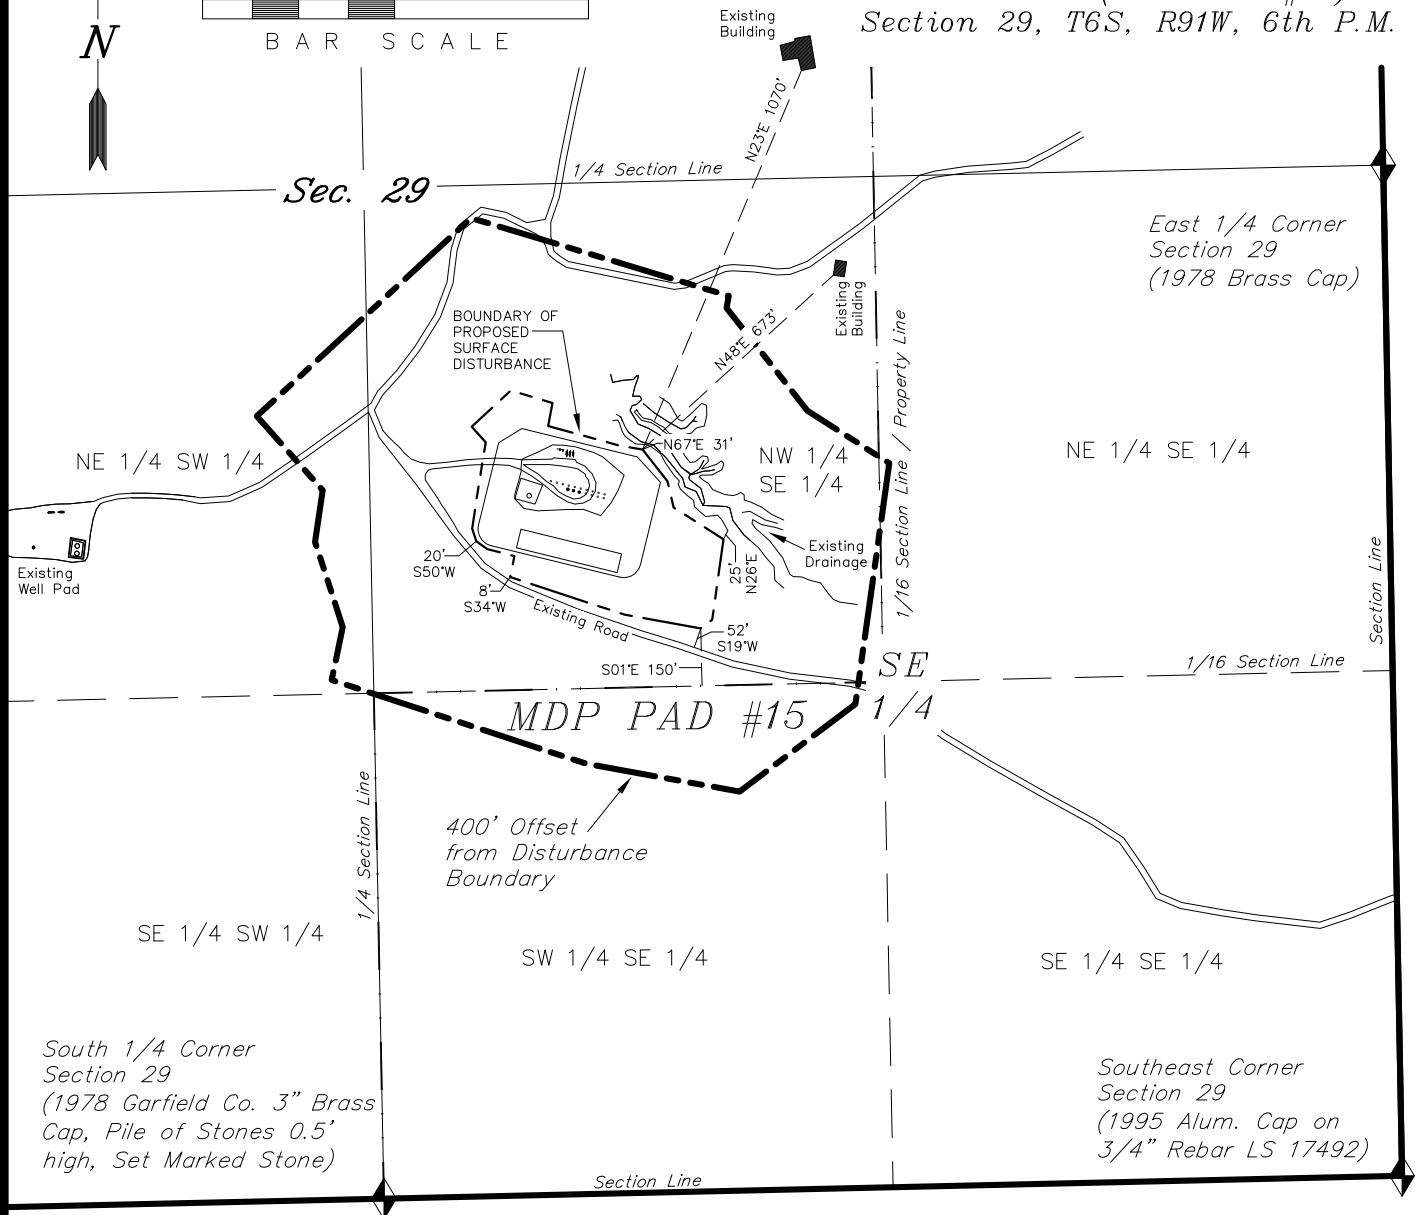 Existing
Building
Section 29, T6S, R91W, 6th P.M.
N
BAR SCALE
N23°E 1070'
1/4 Section Line
Sec. 29
East 1/4 Corner
Section 29
(1978 Brass Cap)
Existing
Building
BOUNDARY OF
PROPOSED
SURFACE
DISTURBANCE
N48°E 673'
1/16 Section Line / Property Line
N67°E 31'
NE 1/4 SW 1/4
NW 1/4
SE 1/4
NE 1/4 SE 1/4
Existing
Drainage
Section Line
20'
S50°W
25'
N26°E
Existing
Well Pad
8'
S34°W
Existing Road
52'
S19°W
S01°E 150'
SE
1/4
1/16 Section Line
MDP PAD #15
1/4 Section Line
400' Offset
from Disturbance
Boundary
SE 1/4 SW 1/4
SW 1/4 SE 1/4
SE 1/4 SE 1/4
South 1/4 Corner
Section 29
(1978 Garfield Co. 3" Brass
Cap, Pile of Stones 0.5'
high, Set Marked Stone)
Southeast Corner
Section 29
(1995 Alum. Cap on
3/4" Rebar LS 17492)
Section Line